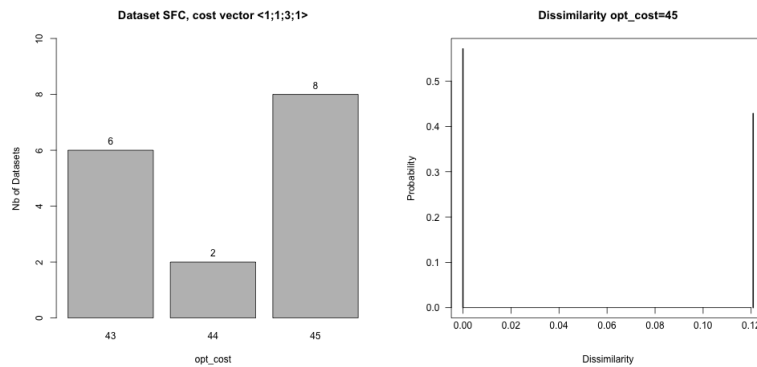 Dataset SFC, cost vector <1;1;3;1>
10
8
6
4
2
0
Nb of Datasets
6
2
8
43 44 45
opt_cost
Dissimilarity opt_cost=45
0.5
0.4
0.3
0.2
0.1
0.0
Probability
0.00 0.02 0.04 0.06 0.08 0.10 0.12
Dissimilarity